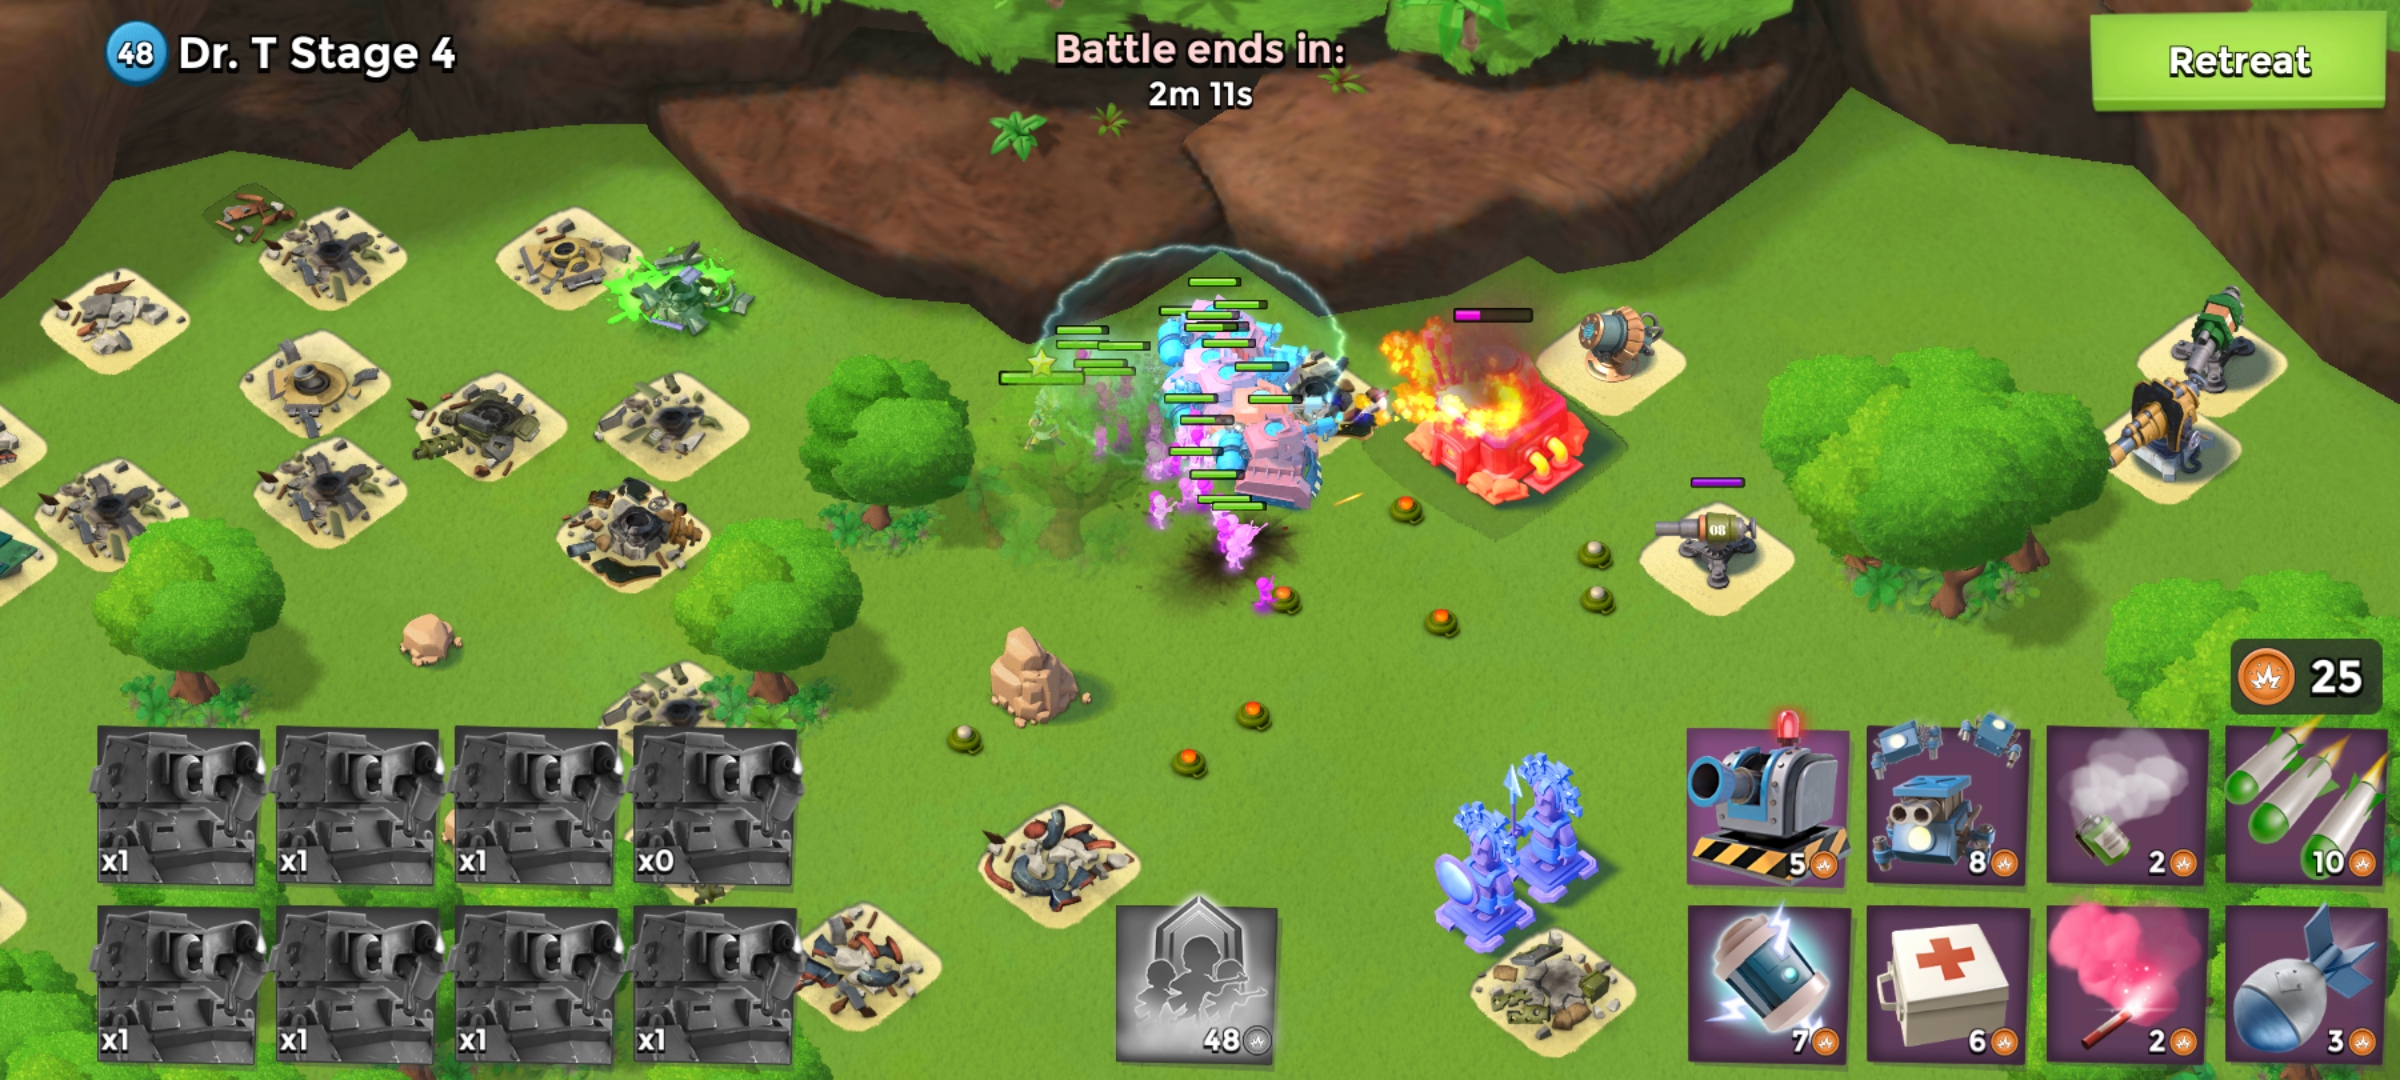 48 Dr. T Stage 4
Battle ends in:
2m 11s
Retreat
08
25
x1 x1 x1 x0
5 8 2 10
x1 x1 x1 x1
48
7 6 2 3